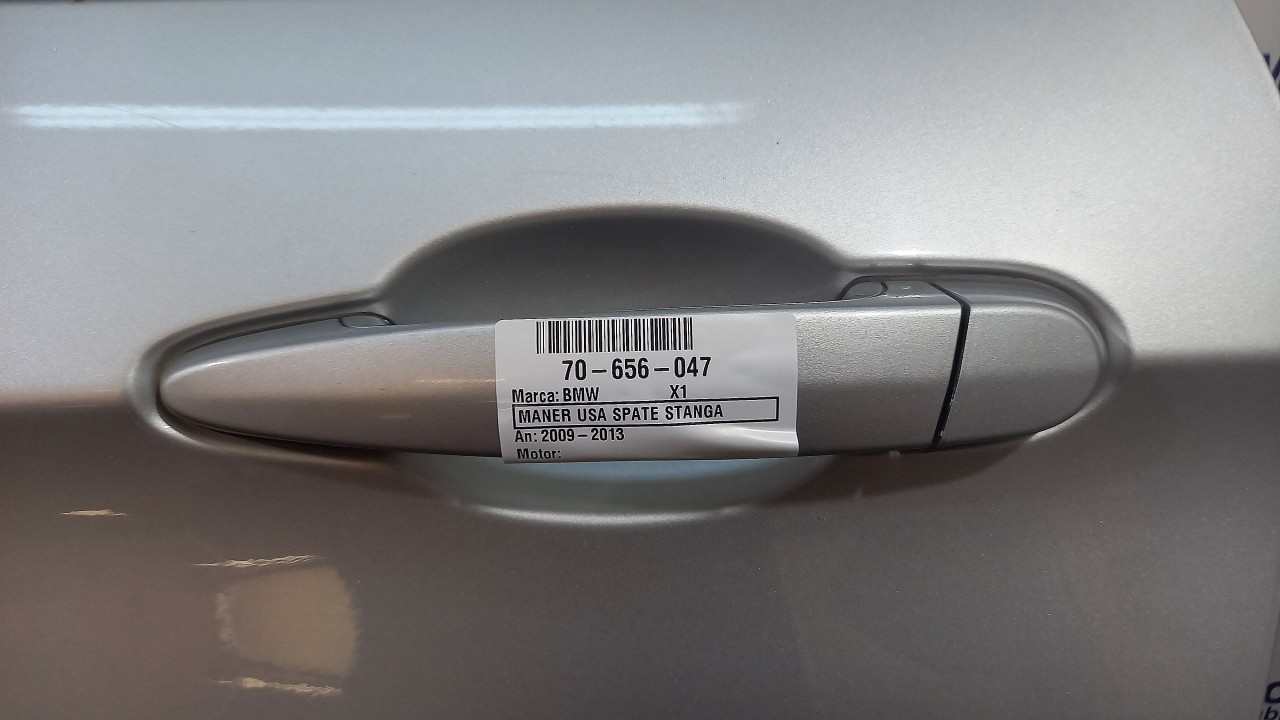 70-656-047
Marca: BMW X1
MANER USA SPATE STANGA
An: 2009-2013
Motor: